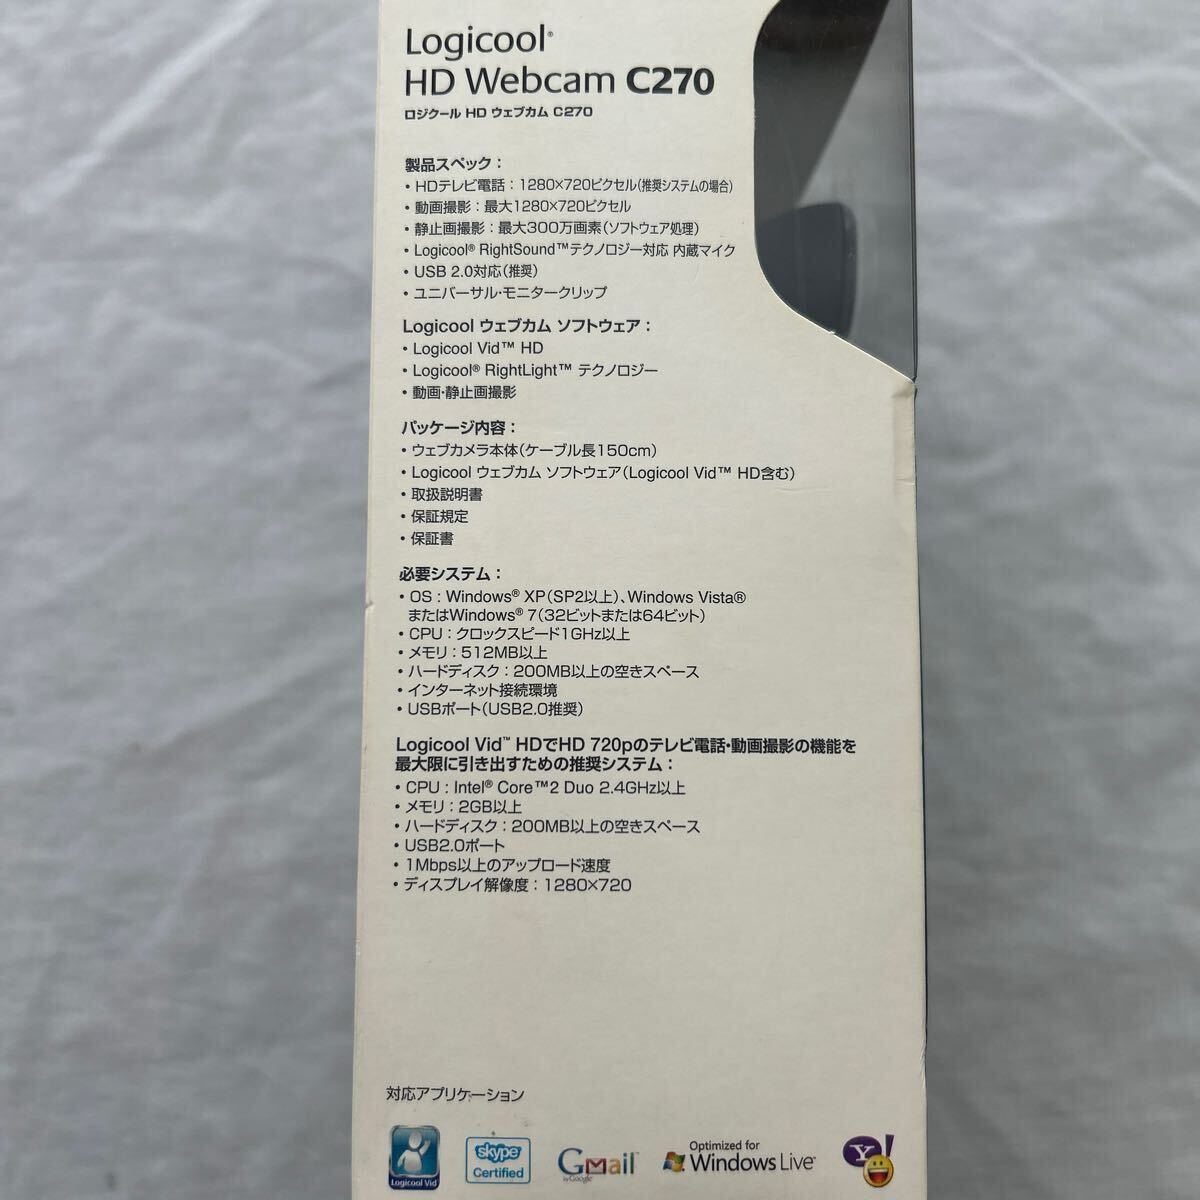 Logicool®
HD Webcam C270
ロジクール HD ウェブカム C270
製品スペック：
・HDテレビ電話：1280×720ピクセル(推奨システムの場合)
・動画撮影：最大1280×720ピクセル
・静止画撮影：最大300万画素(ソフトウェア処理)
・Logicool® RightSound™テクノロジー対応 内蔵マイク
・USB 2.0対応(推奨)
・ユニバーサル・モニタークリップ
Logicool ウェブカム ソフトウェア：
・Logicool Vid™ HD
・Logicool® RightLight™ テクノロジー
・動画・静止画撮影
パッケージ内容：
・ウェブカメラ本体(ケーブル長150cm)
・Logicool ウェブカム ソフトウェア(Logicool Vid™ HD含む)
・取扱説明書
・保証規定
・保証書
必要システム：
・OS：Windows® XP(SP2以上)、Windows Vista®
またはWindows® 7(32ビットまたは64ビット)
・CPU：クロックスピード1GHz以上
・メモリ：512MB以上
・ハードディスク：200MB以上の空きスペース
・インターネット接続環境
・USBポート(USB2.0推奨)
Logicool Vid™ HDでHD 720pのテレビ電話・動画撮影の機能を
最大限に引き出すための推奨システム：
・CPU：Intel® Core™2 Duo 2.4GHz以上
・メモリ：2GB以上
・ハードディスク：200MB以上の空きスペース
・USB2.0ポート
・1Mbps以上のアップロード速度
・ディスプレイ解像度：1280×720
対応アプリケーション
Logicool Vid™
skype™
Certified
Gmail
by Google
Optimized for
Windows Live™
Y!